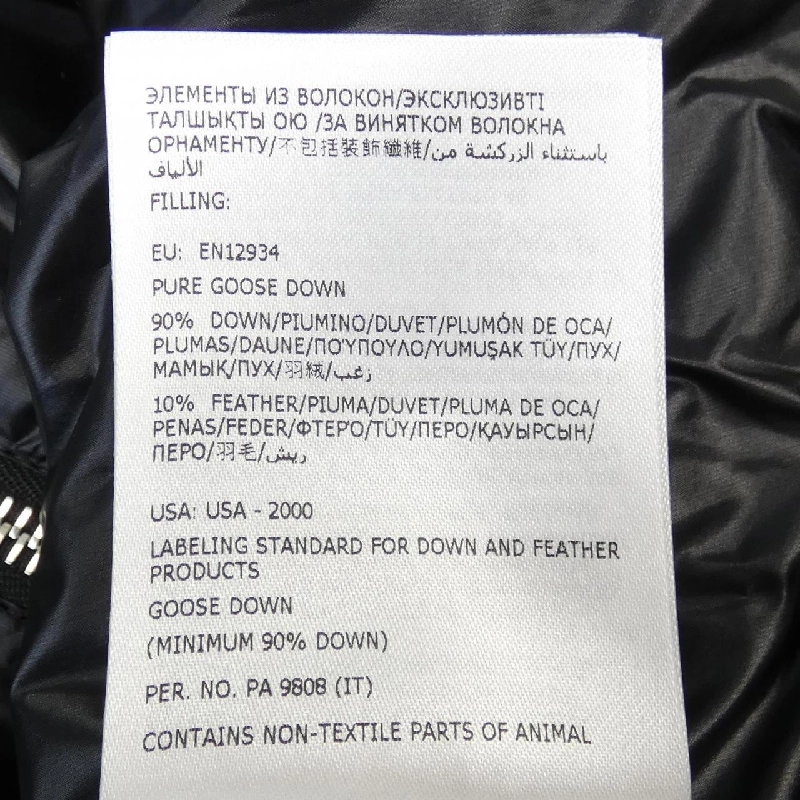 ЭЛЕМЕНТЫ ИЗ ВОЛОКОН/ЭКСКЛЮЗИВТІ
ТАЛШЫКТЫ ОЮ /ЗА ВИНЯТКОМ ВОЛОКНА
ОРНАМЕНТУ/不包括装飾纖維/باستثناء الزركشة من
الألياف
FILLING:
EU: EN12934
PURE GOOSE DOWN
90% DOWN/PIUMINO/DUVET/PLUMÓN DE OCA/
PLUMAS/DAUNE/ΠΟΎΠΟΥΛΟ/YUMUŞAK TÜY/ПУХ/
МАМЫҚ/ПУХ/羽絨/زغب
10% FEATHER/PIUMA/DUVET/PLUMA DE OCA/
PENAS/FEDER/ΦΤΕΡΌ/TÜY/ПЕРО/ҚАУЫРСЫН/
ПЕРО/羽毛/ريش
USA: USA - 2000
LABELING STANDARD FOR DOWN AND FEATHER
PRODUCTS
GOOSE DOWN
(MINIMUM 90% DOWN)
PER. NO. PA 9808 (IT)
CONTAINS NON-TEXTILE PARTS OF ANIMAL